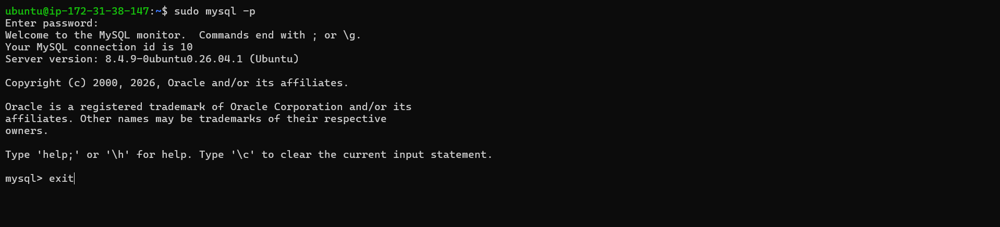 ubuntu@ip-172-31-38-147:~$ sudo mysql -p
Enter password:
Welcome to the MySQL monitor.  Commands end with ; or \g.
Your MySQL connection id is 10
Server version: 8.4.9-0ubuntu0.26.04.1 (Ubuntu)

Copyright (c) 2000, 2026, Oracle and/or its affiliates.

Oracle is a registered trademark of Oracle Corporation and/or its
affiliates. Other names may be trademarks of their respective
owners.

Type 'help;' or '\h' for help. Type '\c' to clear the current input statement.

mysql> exit